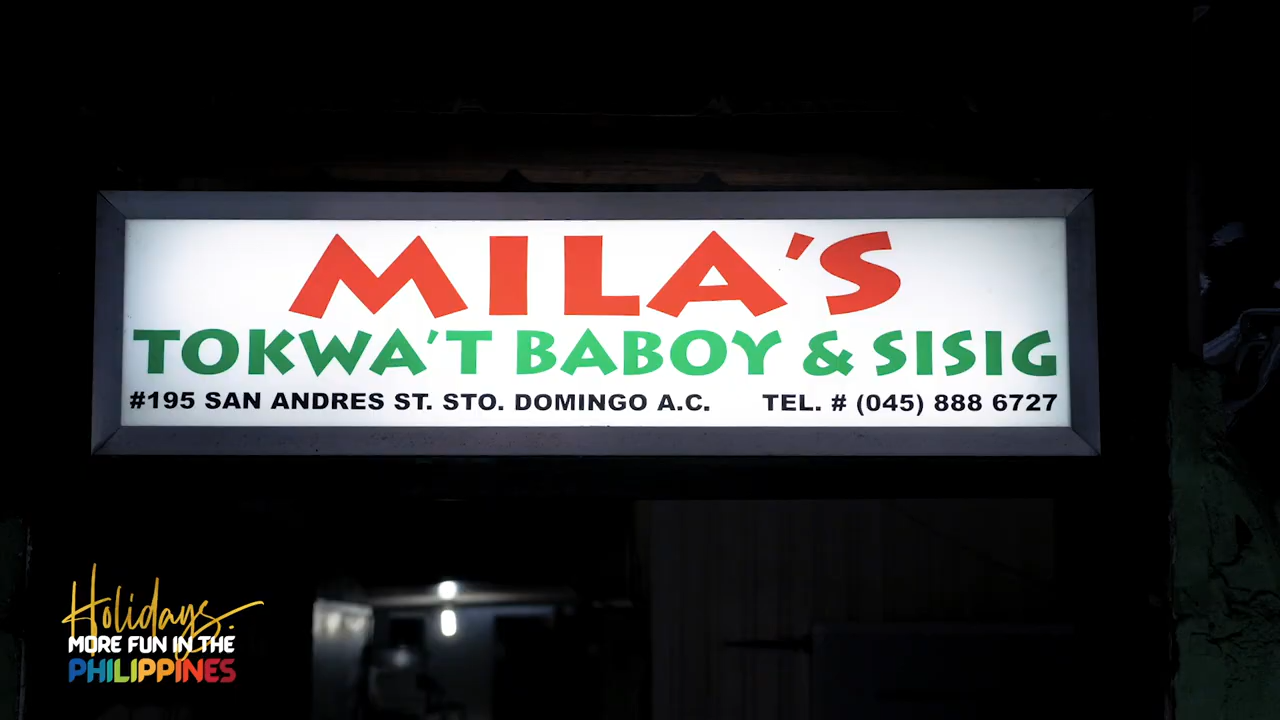 MILA'S
TOKWA'T BABOY & SISIG
#195 SAN ANDRES ST. STO. DOMINGO A.C. TEL. # (045) 888 6727
Holidays.
MORE FUN IN THE
PHILIPPINES